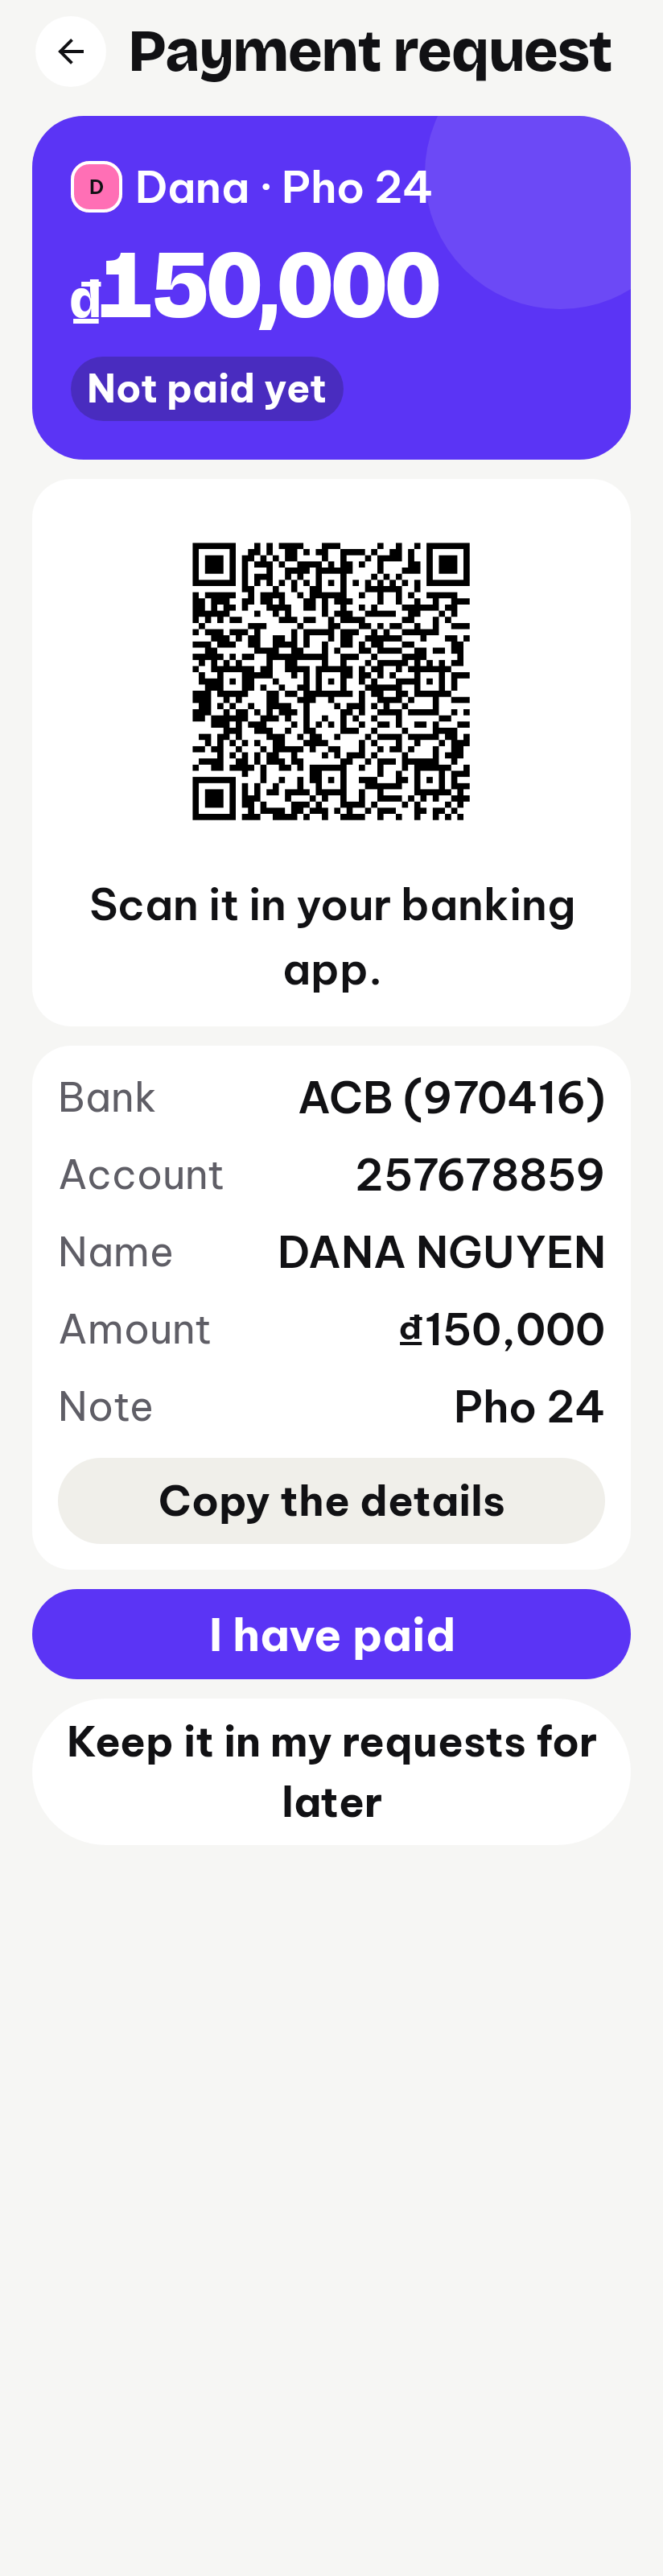 Payment request
D
Dana · Pho 24
₫150,000
Not paid yet
Scan it in your banking
app.
Bank ACB (970416)
Account 257678859
Name DANA NGUYEN
Amount ₫150,000
Note Pho 24
Copy the details
I have paid
Keep it in my requests for
later